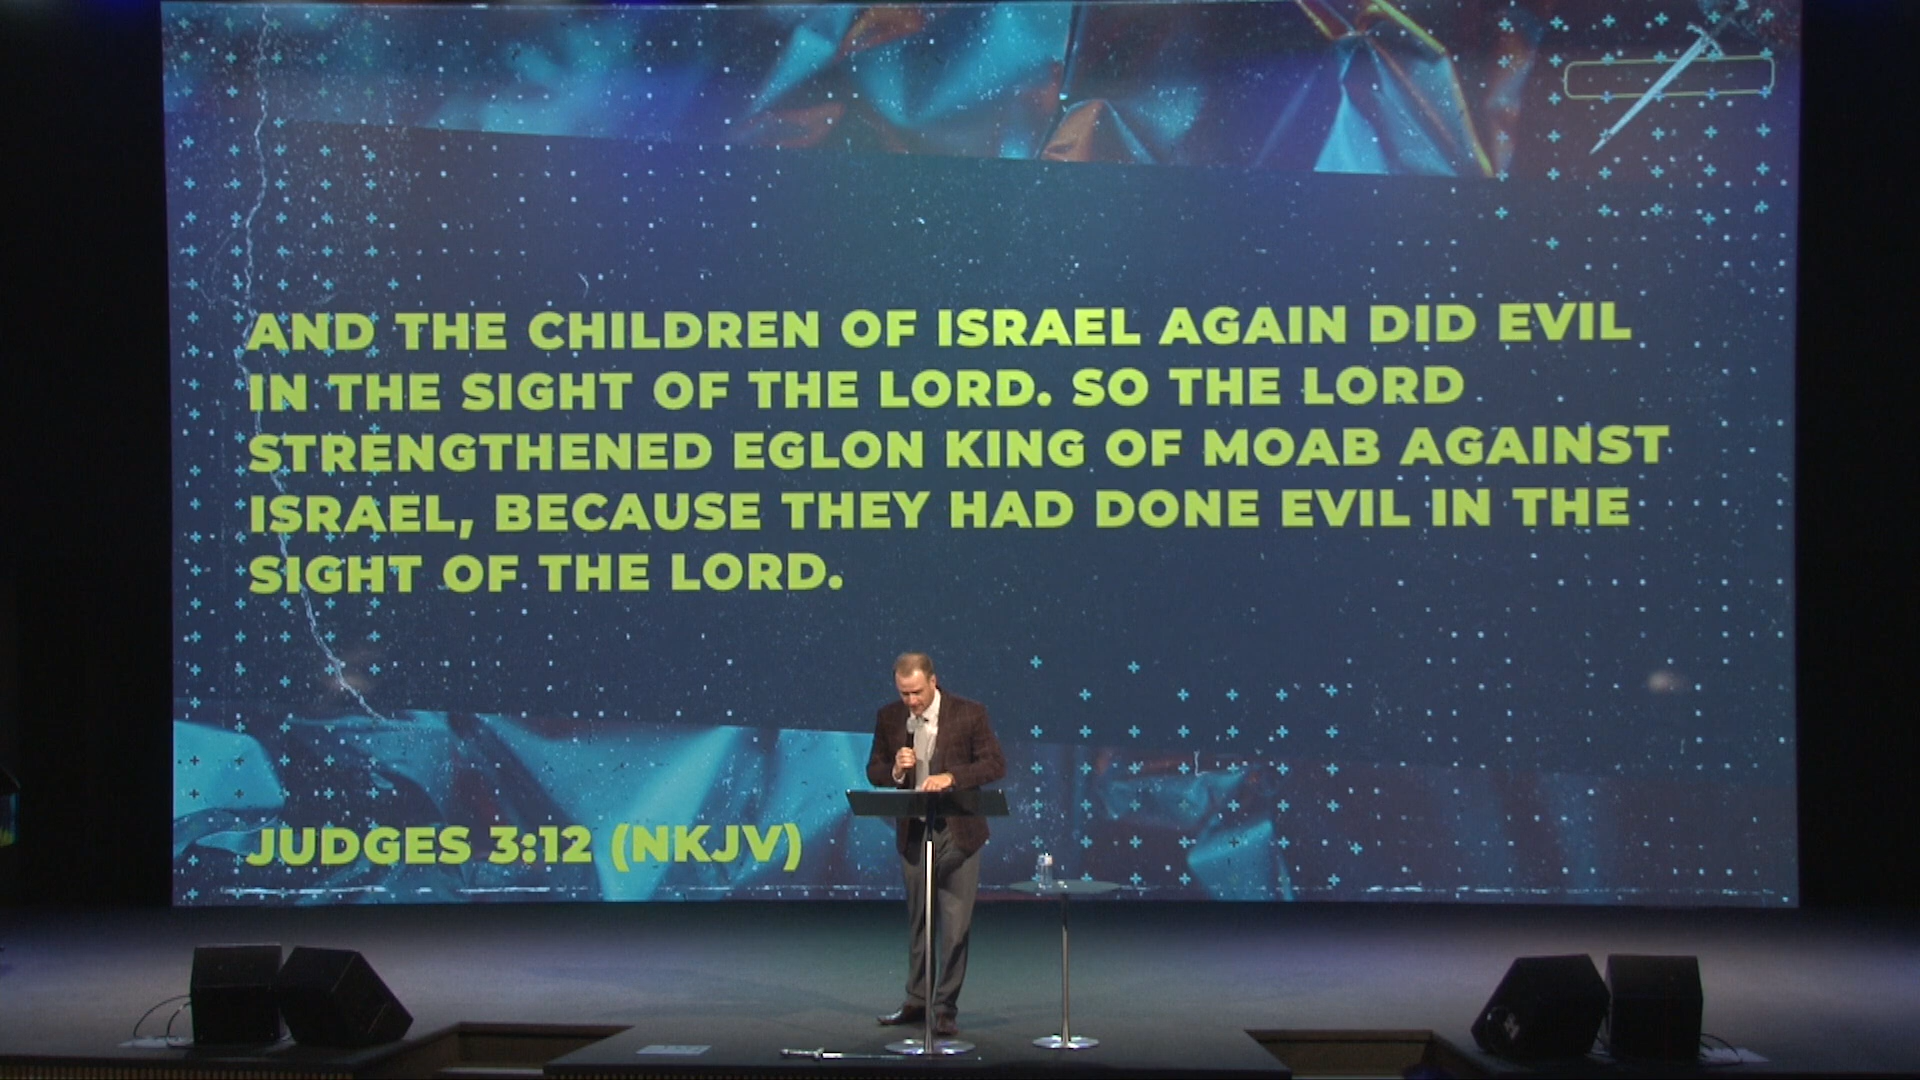 AND THE CHILDREN OF ISRAEL AGAIN DID EVIL
IN THE SIGHT OF THE LORD. SO THE LORD
STRENGTHENED EGLON KING OF MOAB AGAINST
ISRAEL, BECAUSE THEY HAD DONE EVIL IN THE
SIGHT OF THE LORD.
JUDGES 3:12 (NKJV)